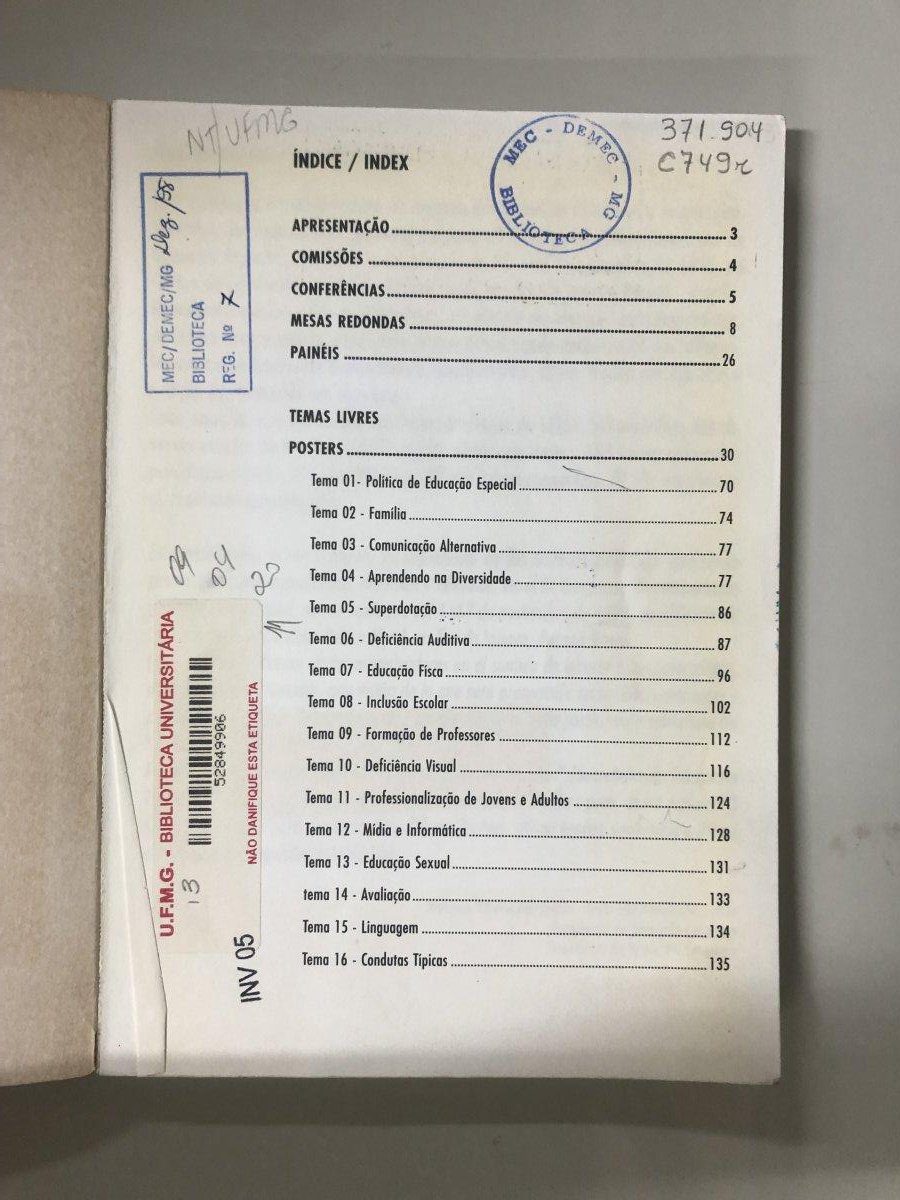 NT/UFMG
371.904
C749r
MEC - DEMEC - MG
BIBLIOTECA
MEC/DEMEC/MG Dez./98
BIBLIOTECA
REG. Nº 7
ÍNDICE / INDEX
APRESENTAÇÃO 3
COMISSÕES 4
CONFERÊNCIAS 5
MESAS REDONDAS 8
PAINÉIS 26
TEMAS LIVRES
POSTERS 30
Tema 01- Política de Educação Especial 70
Tema 02 - Família 74
Tema 03 - Comunicação Alternativa 77
Tema 04 - Aprendendo na Diversidade 77
Tema 05 - Superdotação 86
Tema 06 - Deficiência Auditiva 87
Tema 07 - Educação Físca 96
Tema 08 - Inclusão Escolar 102
Tema 09 - Formação de Professores 112
Tema 10 - Deficiência Visual 116
Tema 11 - Professionalização de Jovens e Adultos 124
Tema 12 - Mídia e Informática 128
Tema 13 - Educação Sexual 131
tema 14 - Avaliação 133
Tema 15 - Linguagem 134
Tema 16 - Condutas Típicas 135
04
20
U.F.M.G. - BIBLIOTECA UNIVERSITÁRIA
52849906
NÃO DANIFIQUE ESTA ETIQUETA
13
INV 05